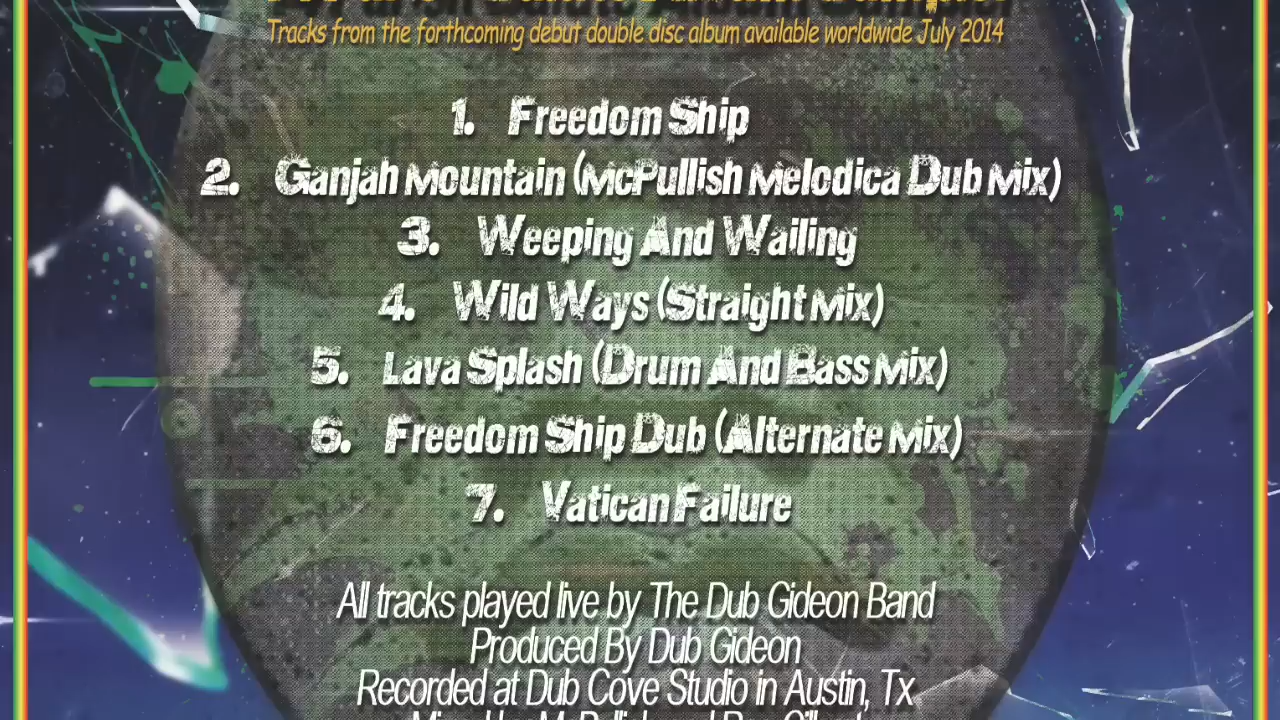 Tracks from the forthcoming debut double disc album available worldwide July 2014
1. Freedom Ship
2. Ganjah Mountain (McPullish Melodica Dub Mix)
3. Weeping And Wailing
4. Wild Ways (Straight Mix)
5. Lava Splash (Drum And Bass Mix)
6. Freedom Ship Dub (Alternate Mix)
7. Vatican Failure
All tracks played live by The Dub Gideon Band
Produced By Dub Gideon
Recorded at Dub Cove Studio in Austin, Tx